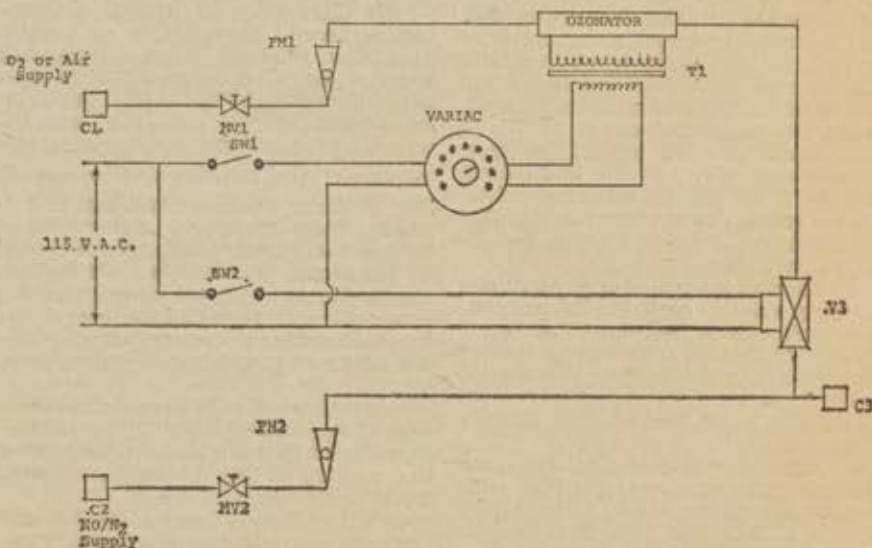 OZONATOR
FM1
O2 or Air
Supply
T1
C1
MV1
VARIAC
SW1
115 V.A.C.
SW2
V3
C3
FM2
C2
NO/N2
Supply
MV2